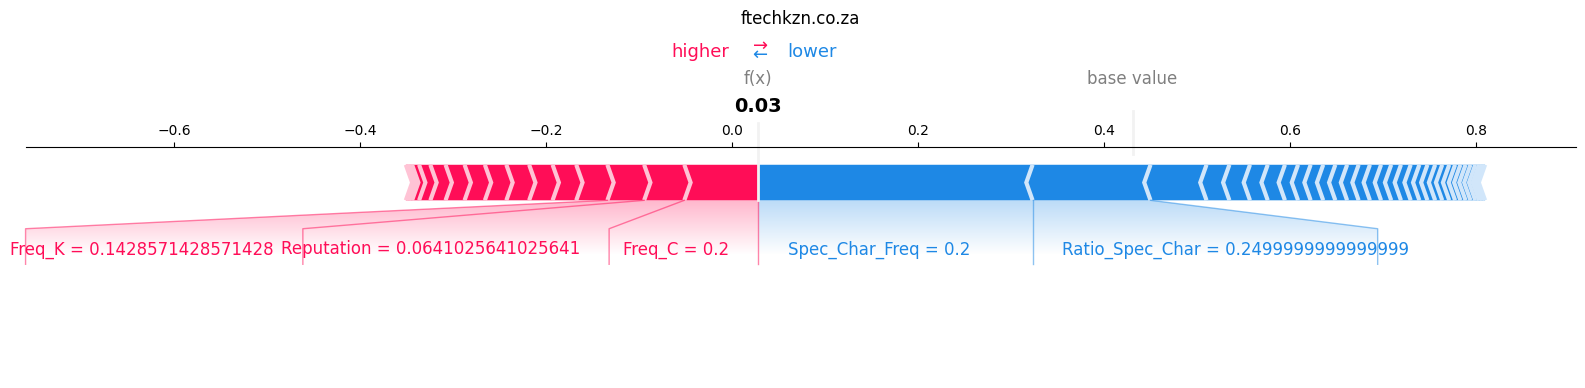 ftechkzn.co.za
higher ⇄ lower
f(x) base value
0.03
−0.6 −0.4 −0.2 0.0 0.2 0.4 0.6 0.8
Freq_K = 0.1428571428571428 Reputation = 0.0641025641025641 Freq_C = 0.2 Spec_Char_Freq = 0.2 Ratio_Spec_Char = 0.2499999999999999